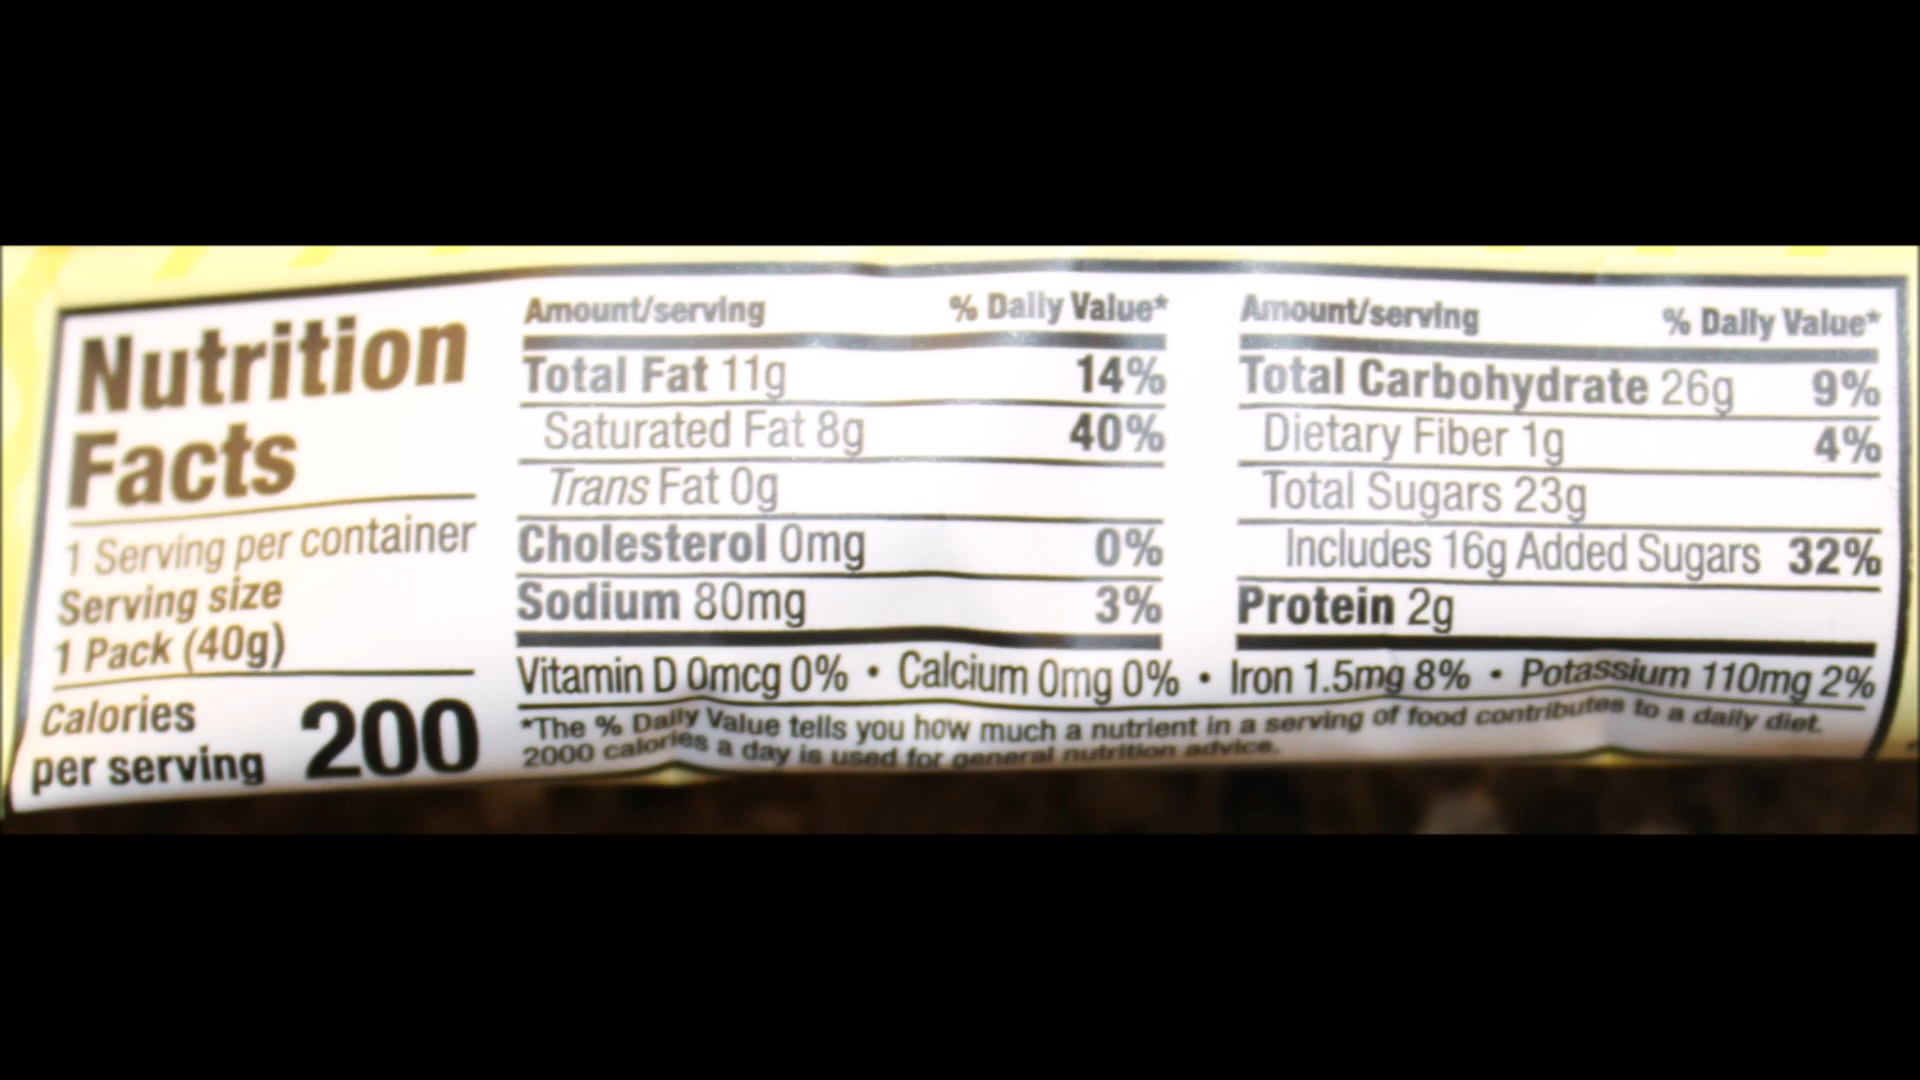 Nutrition
Facts
1 Serving per container
Serving size
1 Pack (40g)
Calories
per serving 200
Amount/serving % Daily Value*
Total Fat 11g 14%
Saturated Fat 8g 40%
Trans Fat 0g
Cholesterol 0mg 0%
Sodium 80mg 3%
Amount/serving % Daily Value*
Total Carbohydrate 26g 9%
Dietary Fiber 1g 4%
Total Sugars 23g
Includes 16g Added Sugars 32%
Protein 2g
Vitamin D 0mcg 0% • Calcium 0mg 0% • Iron 1.5mg 8% • Potassium 110mg 2%
*The % Daily Value tells you how much a nutrient in a serving of food contributes to a daily diet.
2000 calories a day is used for general nutrition advice.